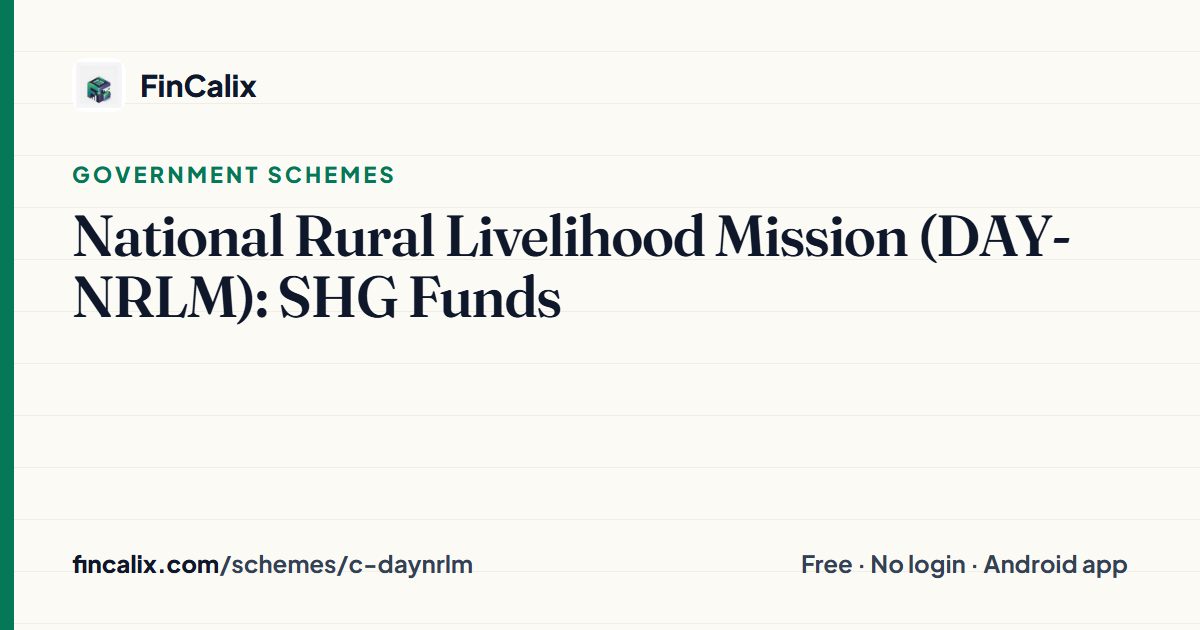 FinCalix
GOVERNMENT SCHEMES
National Rural Livelihood Mission (DAY-
NRLM): SHG Funds
fincalix.com/schemes/c-daynrlm
Free · No login · Android app